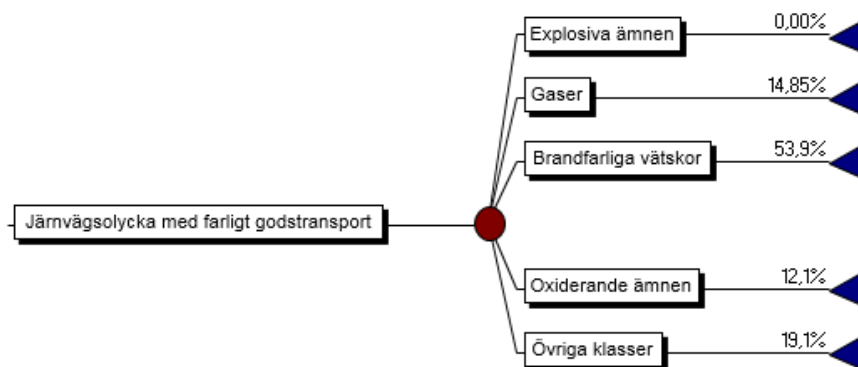 Explosiva ämnen 0,00%
Gaser 14,85%
Brandfarliga vätskor 53,9%
Järnvägsolycka med farligt godstransport
Oxiderande ämnen 12,1%
Övriga klasser 19,1%